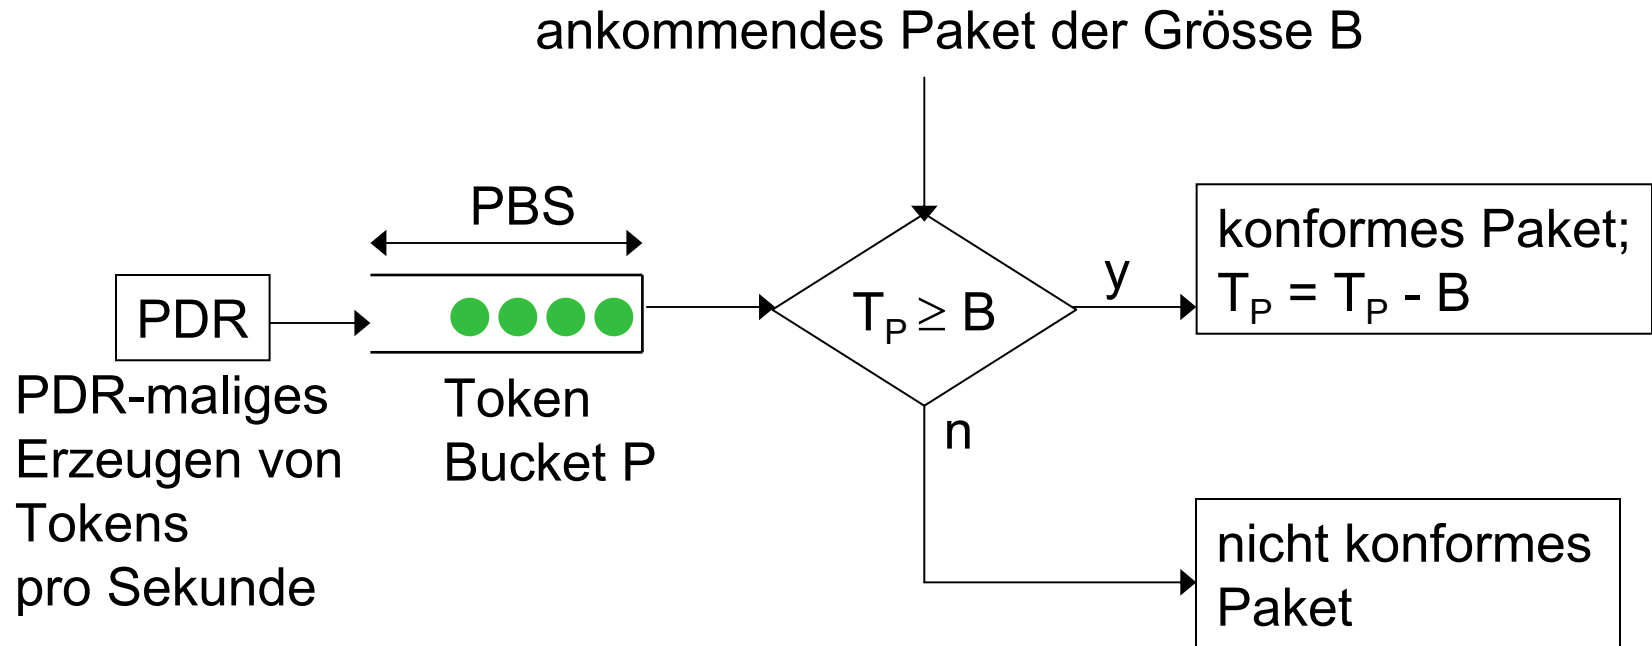 ankommendes Paket der Grösse B
PBS
PDR
PDR-maliges
Erzeugen von
Tokens
pro Sekunde
Token
Bucket P
T_P ≥ B
y
n
konformes Paket;
T_P = T_P - B
nicht konformes
Paket